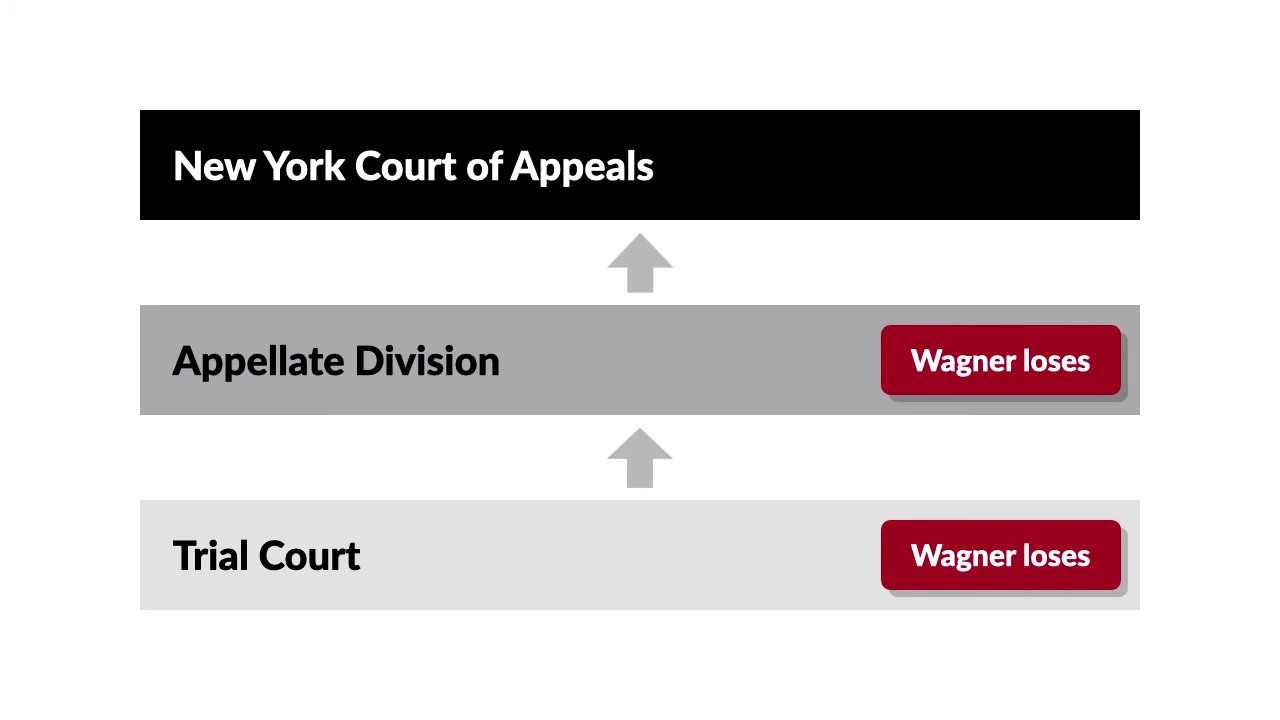 New York Court of Appeals
Appellate Division
Wagner loses
Trial Court
Wagner loses